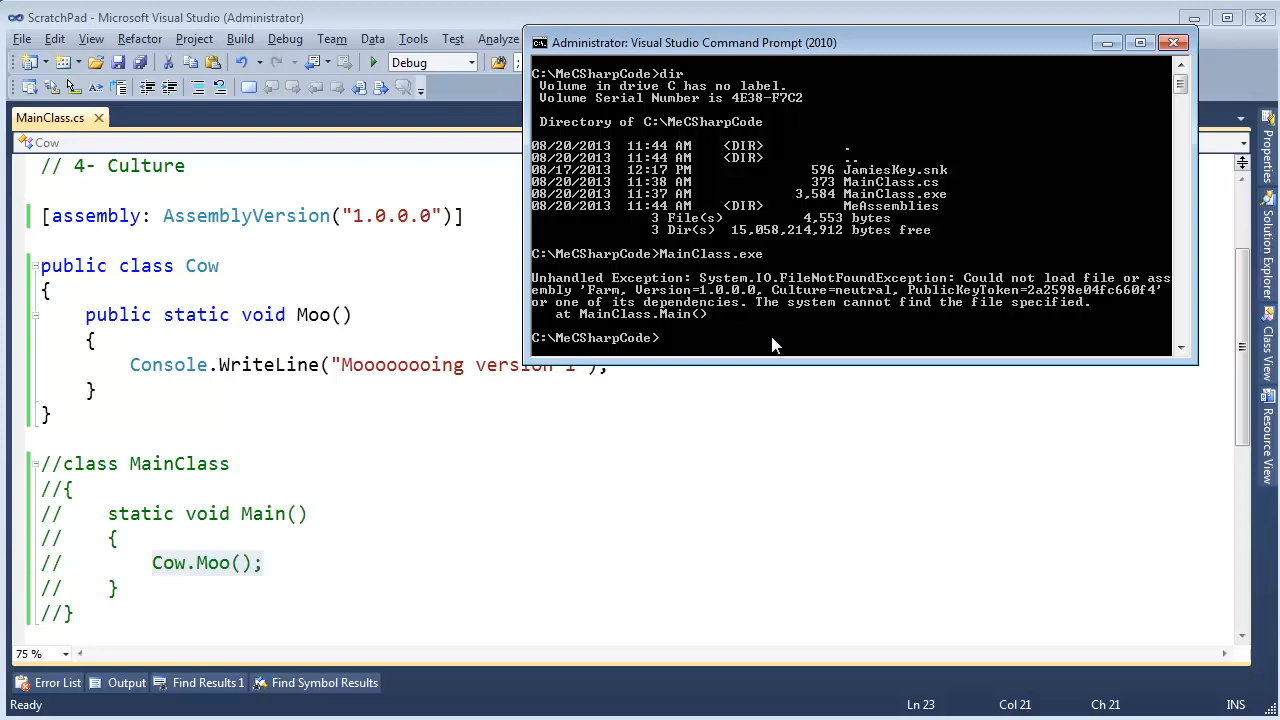 ScratchPad - Microsoft Visual Studio (Administrator)
File Edit View Refactor Project Build Debug Team Data Tools Test Analyze
Debug
MainClass.cs
Cow
// 4- Culture
[assembly: AssemblyVersion("1.0.0.0")]
public class Cow
{
public static void Moo()
{
Console.WriteLine("Mooooooing version 1");
}
}
//class MainClass
//{
// static void Main()
// {
// Cow.Moo();
// }
//}
75 %
Error List Output Find Results 1 Find Symbol Results
Ready Ln 23 Col 21 Ch 21 INS
Administrator: Visual Studio Command Prompt (2010)
C:\MeCSharpCode>dir
Volume in drive C has no label.
Volume Serial Number is 4E38-F7C2
Directory of C:\MeCSharpCode
08/20/2013 11:44 AM <DIR> .
08/20/2013 11:44 AM <DIR> ..
08/17/2013 12:17 PM 596 JamiesKey.snk
08/20/2013 11:38 AM 373 MainClass.cs
08/20/2013 11:37 AM 3,584 MainClass.exe
08/20/2013 11:44 AM <DIR> MeAssemblies
3 File(s) 4,553 bytes
3 Dir(s) 15,058,214,912 bytes free
C:\MeCSharpCode>MainClass.exe
Unhandled Exception: System.IO.FileNotFoundException: Could not load file or ass
embly 'Farm, Version=1.0.0.0, Culture=neutral, PublicKeyToken=2a2598e04fc660f4'
or one of its dependencies. The system cannot find the file specified.
at MainClass.Main()
C:\MeCSharpCode>
Properties
Solution Explorer
Class View
Resource View